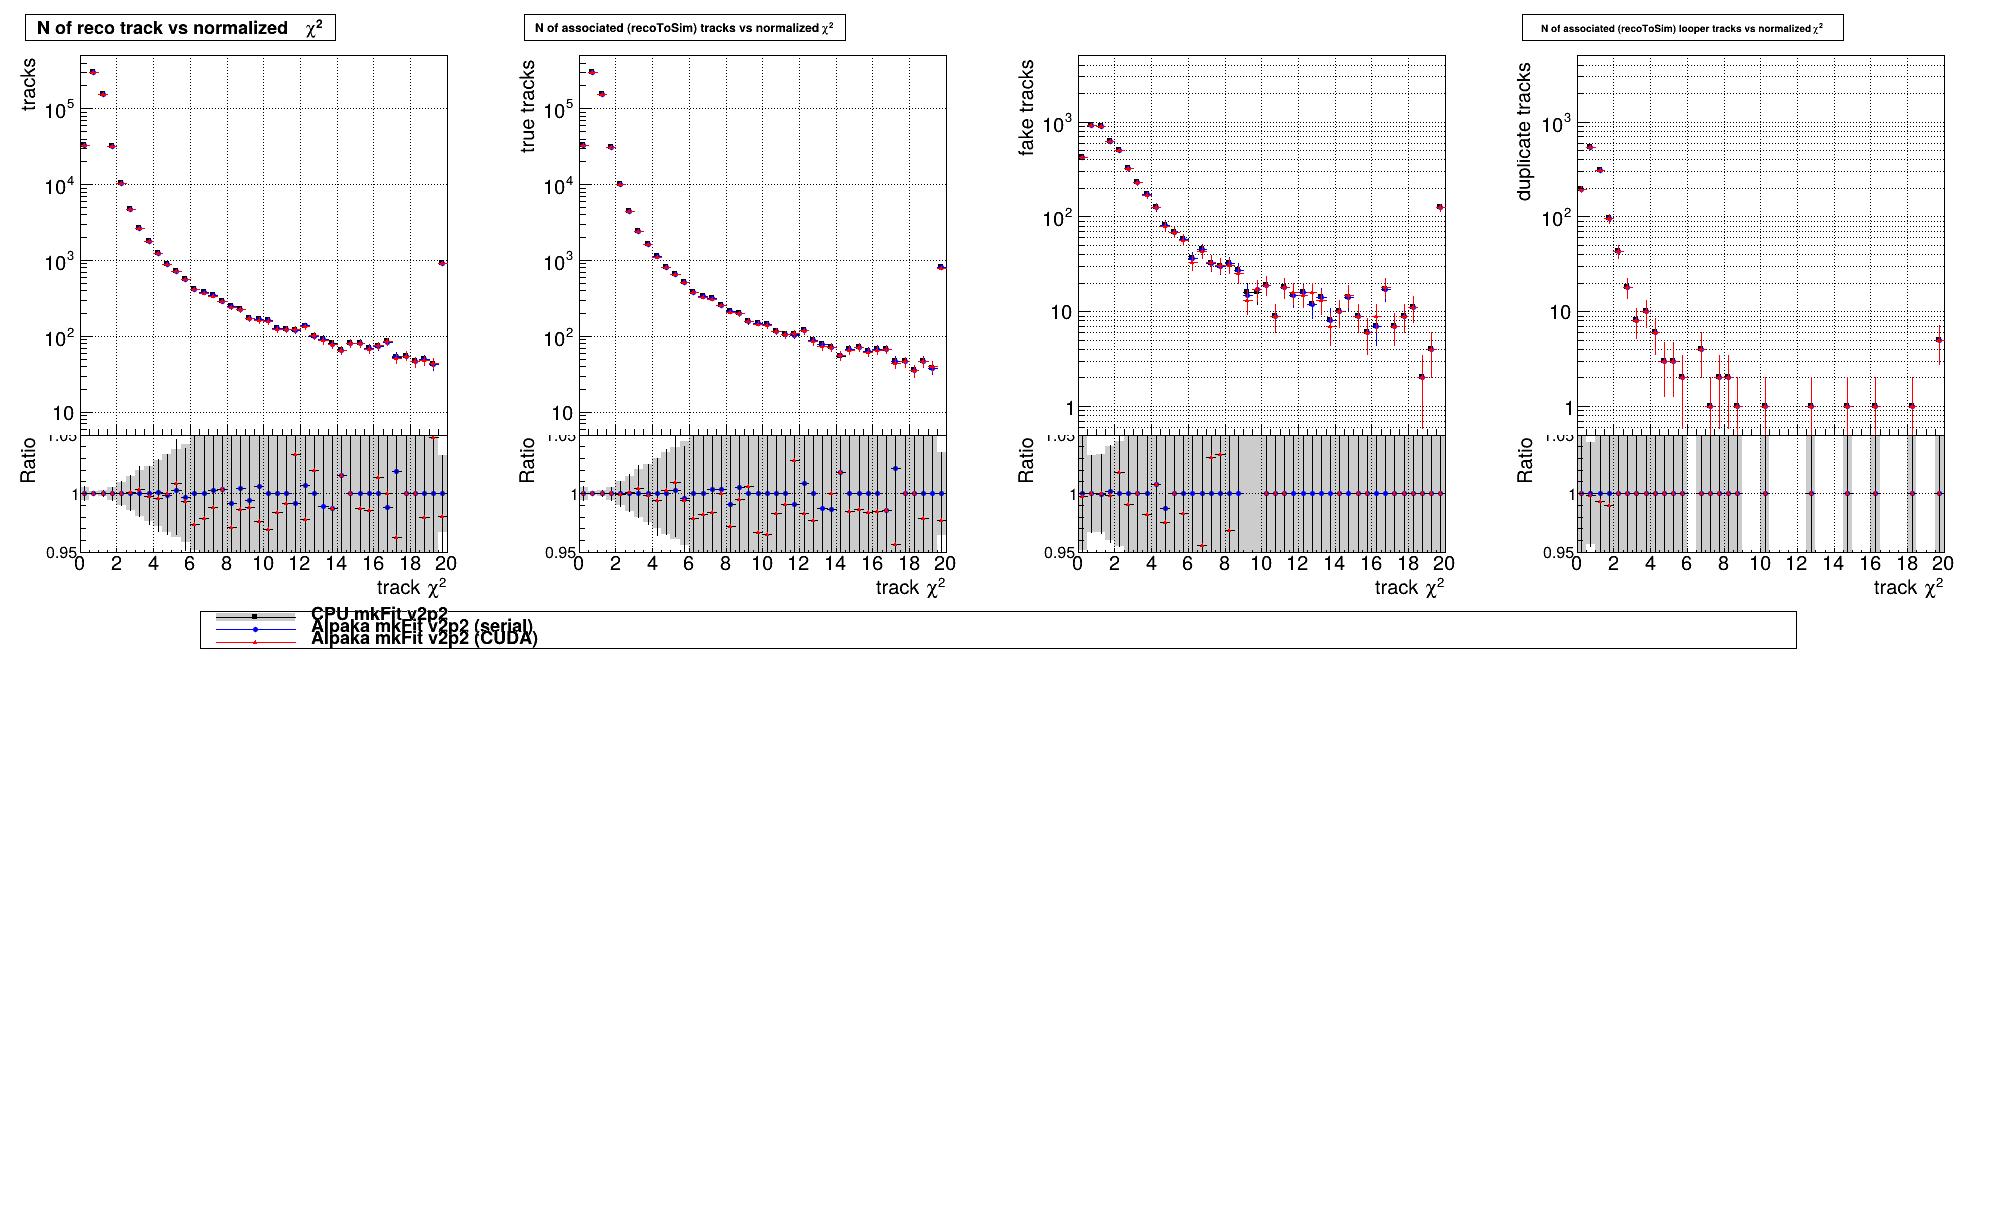 N of reco track vs normalized χ²
N of associated (recoToSim) tracks vs normalized χ²
N of associated (recoToSim) looper tracks vs normalized χ²
tracks
10⁵
10⁴
10³
10²
10
Ratio
1.05
1
0.95
0 2 4 6 8 10 12 14 16 18 20
track χ²
true tracks
10⁵
10⁴
10³
10²
10
Ratio
1.05
1
0.95
0 2 4 6 8 10 12 14 16 18 20
track χ²
fake tracks
10³
10²
10
1
Ratio
1.05
1
0.95
0 2 4 6 8 10 12 14 16 18 20
track χ²
duplicate tracks
10³
10²
10
1
Ratio
1.05
1
0.95
0 2 4 6 8 10 12 14 16 18 20
track χ²
CPU mkFit v2p2
Alpaka mkFit v2p2 (serial)
Alpaka mkFit v2p2 (CUDA)